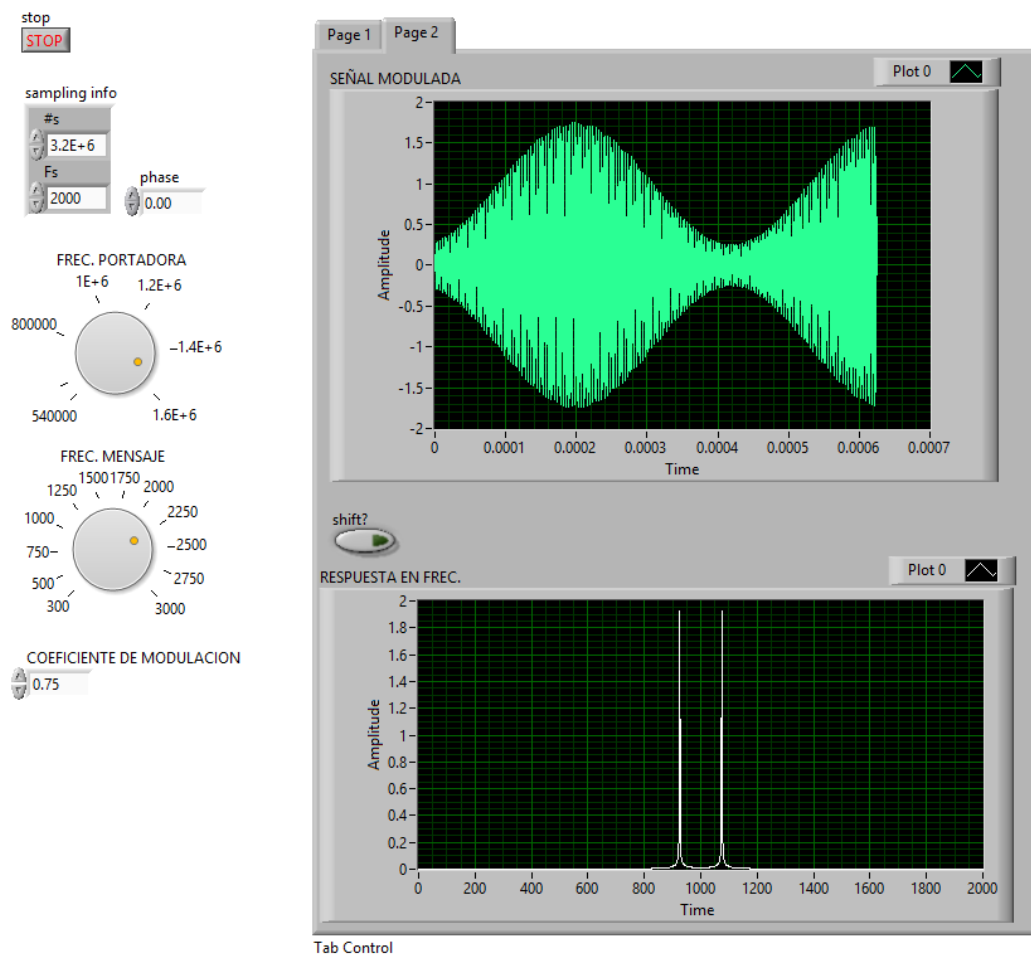 stop
STOP
sampling info
#s
3.2E+6
Fs
2000
phase
0.00
FREC. PORTADORA
1E+6
1.2E+6
800000
1.4E+6
540000
1.6E+6
FREC. MENSAJE
1500
1750
1250
2000
1000
2250
750
2500
500
2750
300
3000
COEFICIENTE DE MODULACION
0.75
Page 1
Page 2
SEÑAL MODULADA
Plot 0
2
1.5
1
0.5
0
-0.5
-1
-1.5
-2
Amplitude
0 0.0001 0.0002 0.0003 0.0004 0.0005 0.0006 0.0007
Time
shift?
RESPUESTA EN FREC.
Plot 0
2
1.8
1.6
1.4
1.2
1
0.8
0.6
0.4
0.2
0
Amplitude
0 200 400 600 800 1000 1200 1400 1600 1800 2000
Time
Tab Control